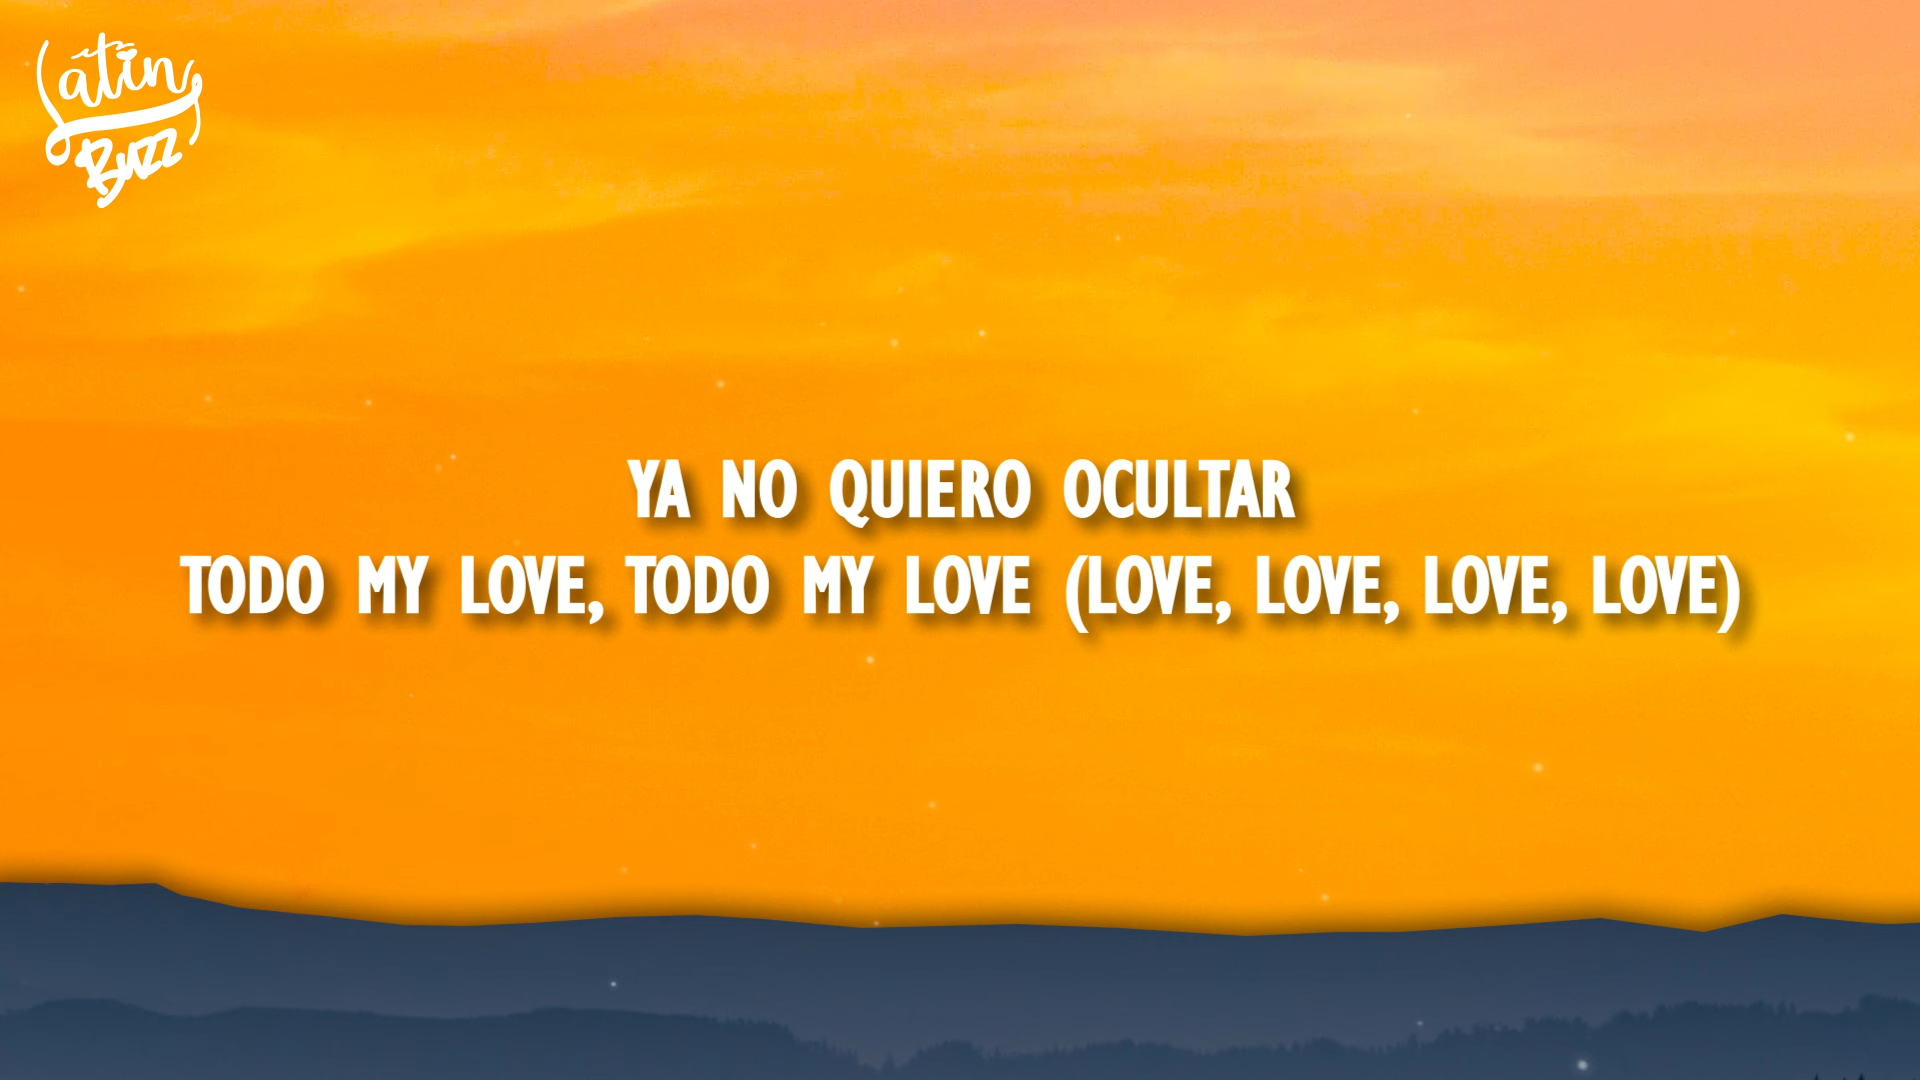 Latin
Buzz
YA NO QUIERO OCULTAR
TODO MY LOVE, TODO MY LOVE (LOVE, LOVE, LOVE, LOVE)